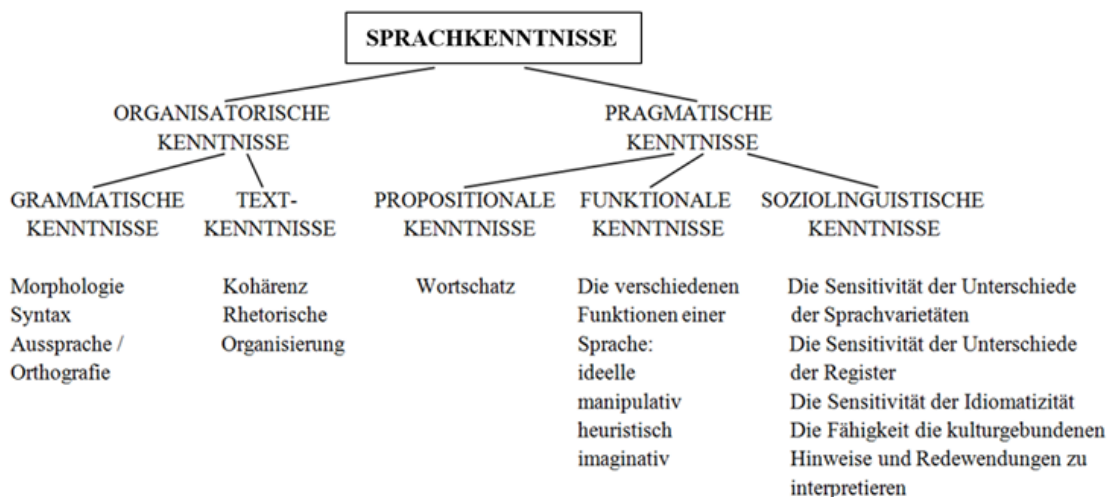 SPRACHKENNTNISSE
ORGANISATORISCHE
KENNTNISSE
PRAGMATISCHE
KENNTNISSE
GRAMMATISCHE
KENNTNISSE
TEXT-
KENNTNISSE
PROPOSITIONALE
KENNTNISSE
FUNKTIONALE
KENNTNISSE
SOZIOLINGUISTISCHE
KENNTNISSE
Morphologie
Syntax
Aussprache /
Orthografie
Kohärenz
Rhetorische
Organisierung
Wortschatz
Die verschiedenen
Funktionen einer
Sprache:
ideelle
manipulativ
heuristisch
imaginativ
Die Sensitivität der Unterschiede
der Sprachvarietäten
Die Sensitivität der Unterschiede
der Register
Die Sensitivität der Idiomatizität
Die Fähigkeit die kulturgebundenen
Hinweise und Redewendungen zu
interpretieren